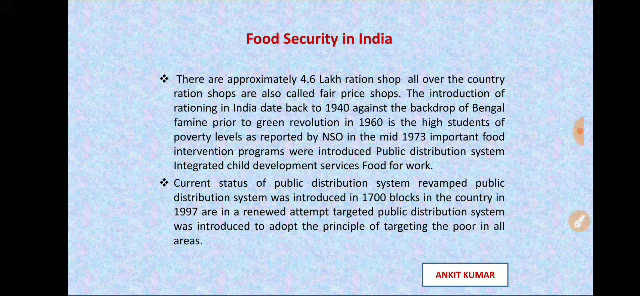 Food Security in India
❖ There are approximately 4.6 Lakh ration shop all over the country
ration shops are also called fair price shops. The introduction of
rationing in India date back to 1940 against the backdrop of Bengal
famine prior to green revolution in 1960 is the high students of
poverty levels as reported by NSO in the mid 1973 important food
intervention programs were introduced Public distribution system
Integrated child development services Food for work.
❖ Current status of public distribution system revamped public
distribution system was introduced in 1700 blocks in the country in
1997 are in a renewed attempt targeted public distribution system
was introduced to adopt the principle of targeting the poor in all
areas.
ANKIT KUMAR